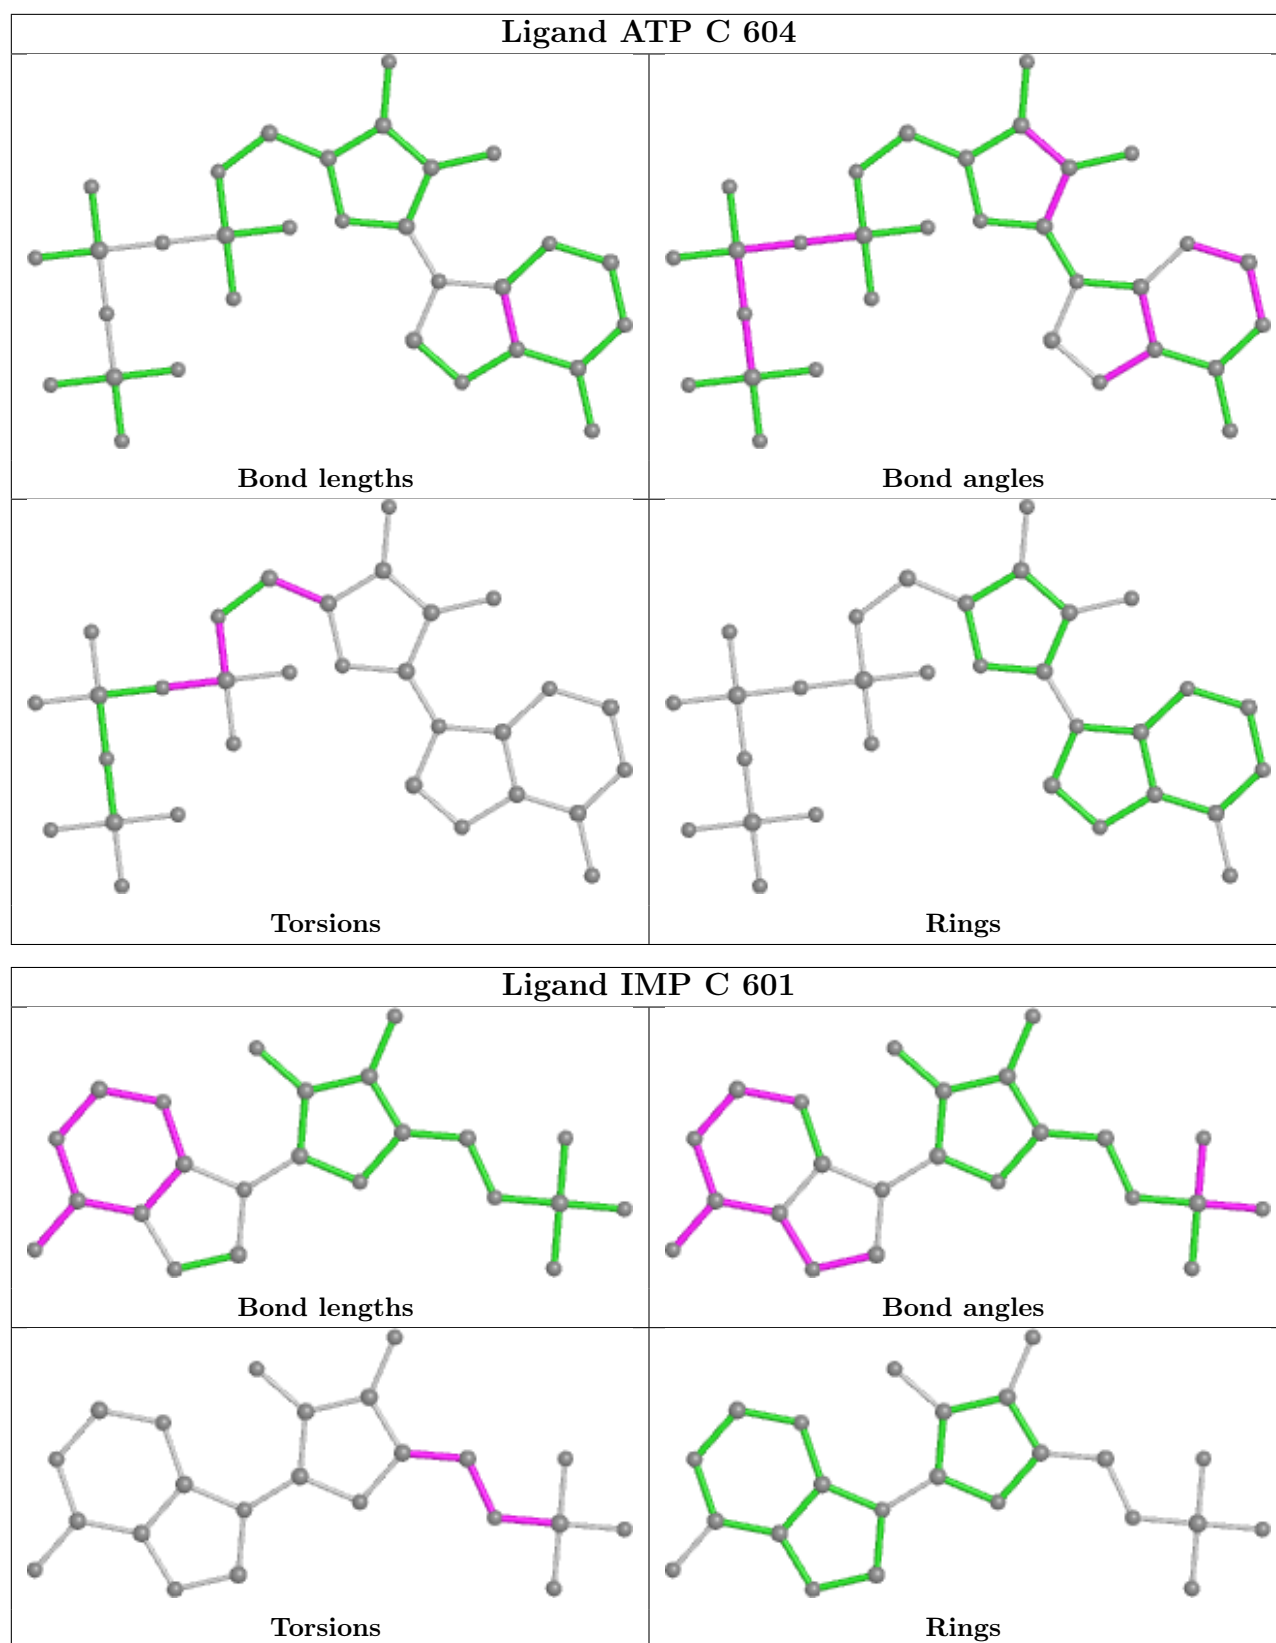 Ligand ATP C 604
Bond lengths
Bond angles
Torsions
Rings
Ligand IMP C 601
Bond lengths
Bond angles
Torsions
Rings